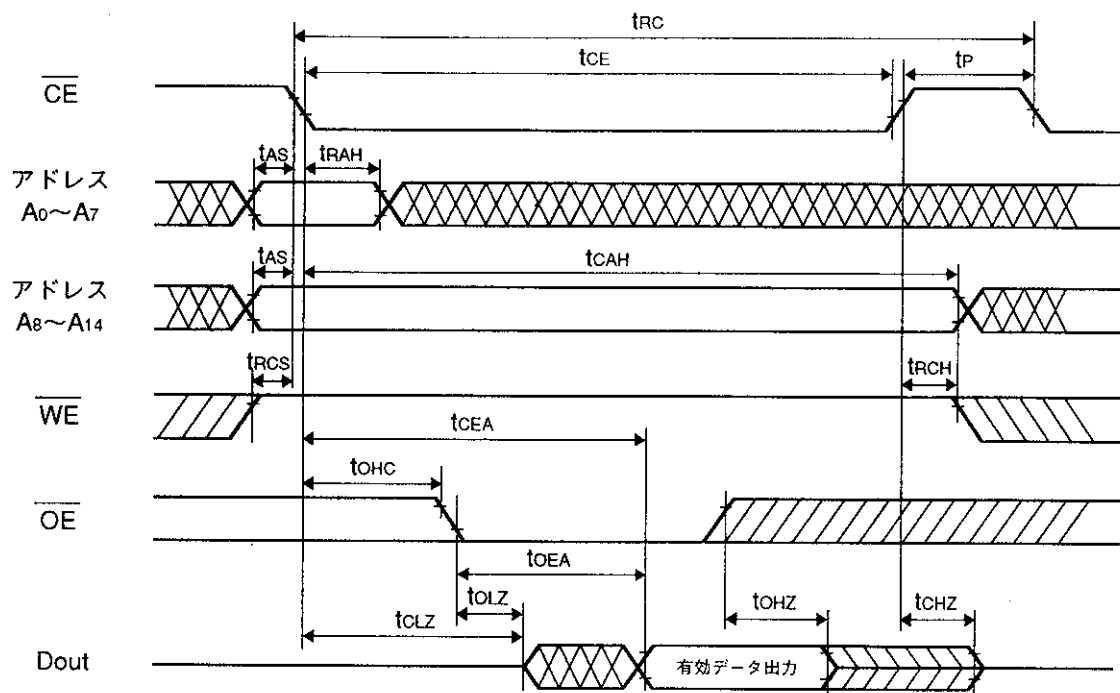 tRC
tCE
tP
CE
tAS
tRAH
アドレス
A0～A7
tAS
tCAH
アドレス
A8～A14
tRCS
tRCH
WE
tCEA
tOHC
OE
tOEA
tOLZ
tOHZ
tCHZ
tCLZ
Dout
有効データ出力